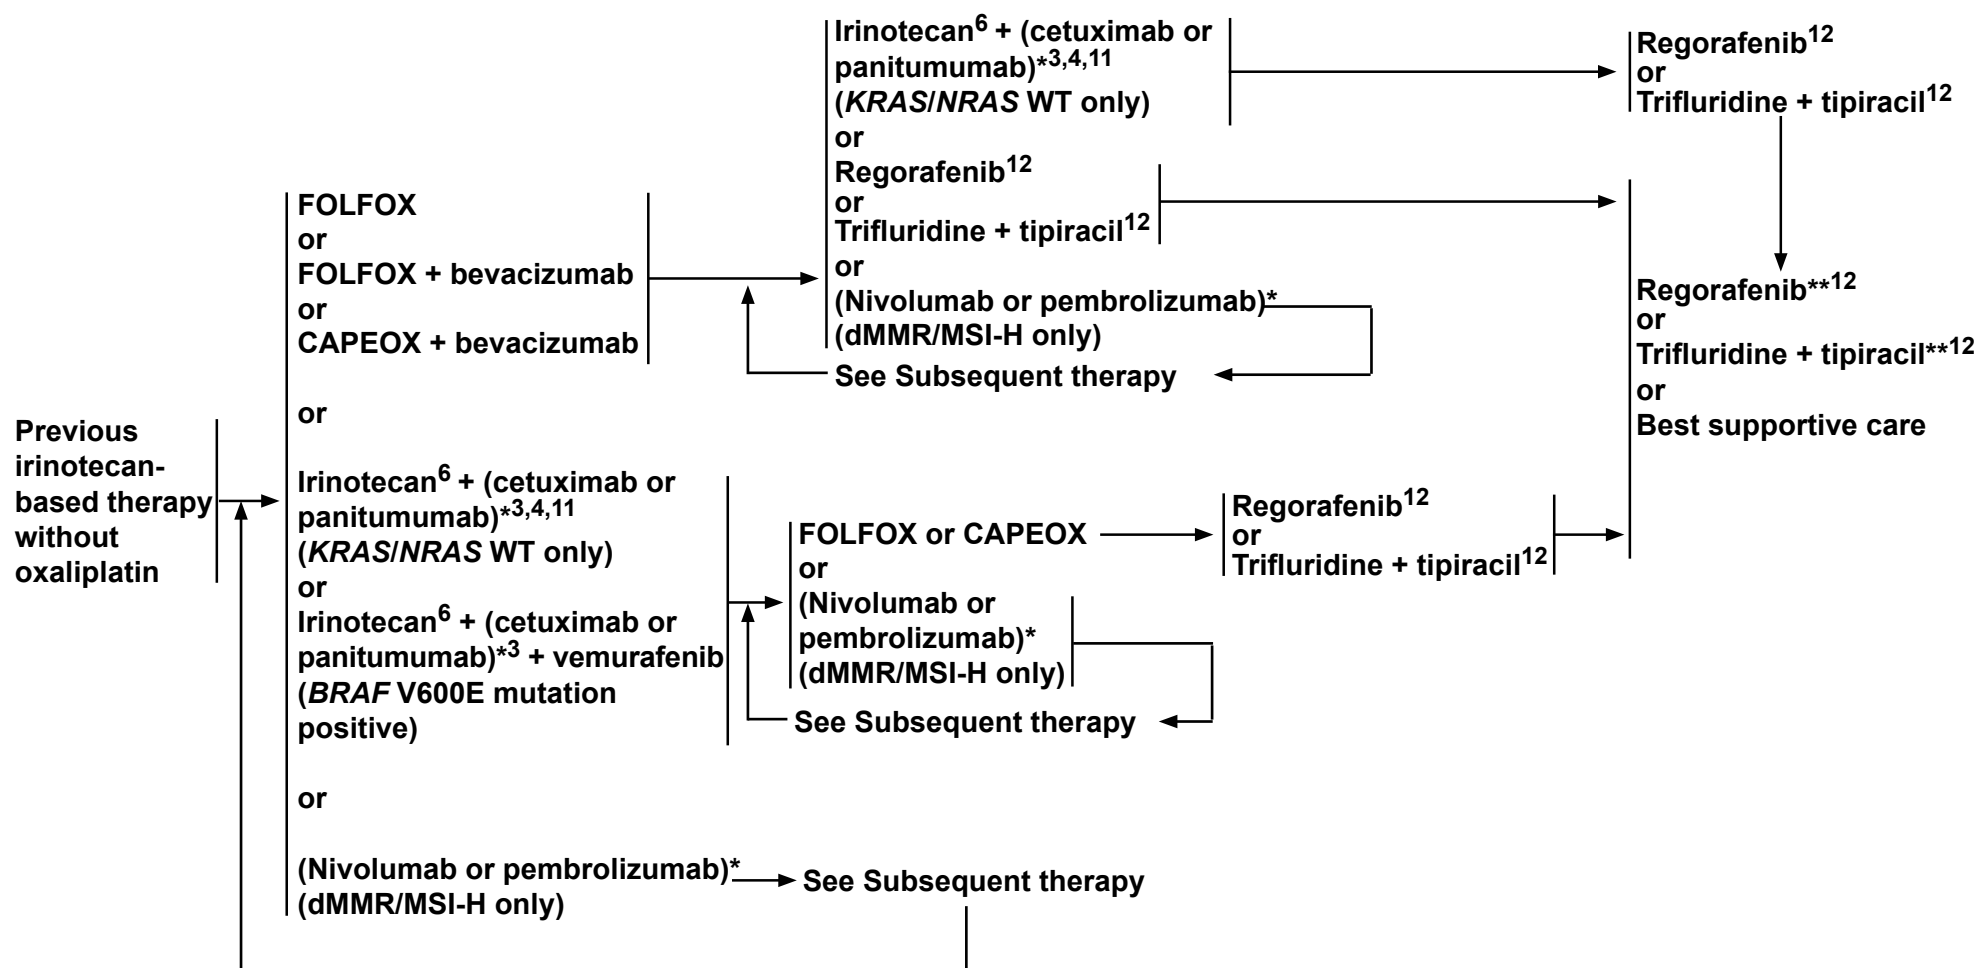 Previous
irinotecan-
based therapy
without
oxaliplatin
FOLFOX
or
FOLFOX + bevacizumab
or
CAPEOX + bevacizumab
or
Irinotecan6 + (cetuximab or
panitumumab)*3,4,11
(KRAS/NRAS WT only)
or
Irinotecan6 + (cetuximab or
panitumumab)*3 + vemurafenib
(BRAF V600E mutation
positive)
or
(Nivolumab or pembrolizumab)*
(dMMR/MSI-H only)
See Subsequent therapy
Irinotecan6 + (cetuximab or
panitumumab)*3,4,11
(KRAS/NRAS WT only)
or
Regorafenib12
or
Trifluridine + tipiracil12
or
(Nivolumab or pembrolizumab)*
(dMMR/MSI-H only)
See Subsequent therapy
FOLFOX or CAPEOX
or
(Nivolumab or
pembrolizumab)*
(dMMR/MSI-H only)
See Subsequent therapy
Regorafenib12
or
Trifluridine + tipiracil12
Regorafenib12
or
Trifluridine + tipiracil12
Regorafenib**12
or
Trifluridine + tipiracil**12
or
Best supportive care